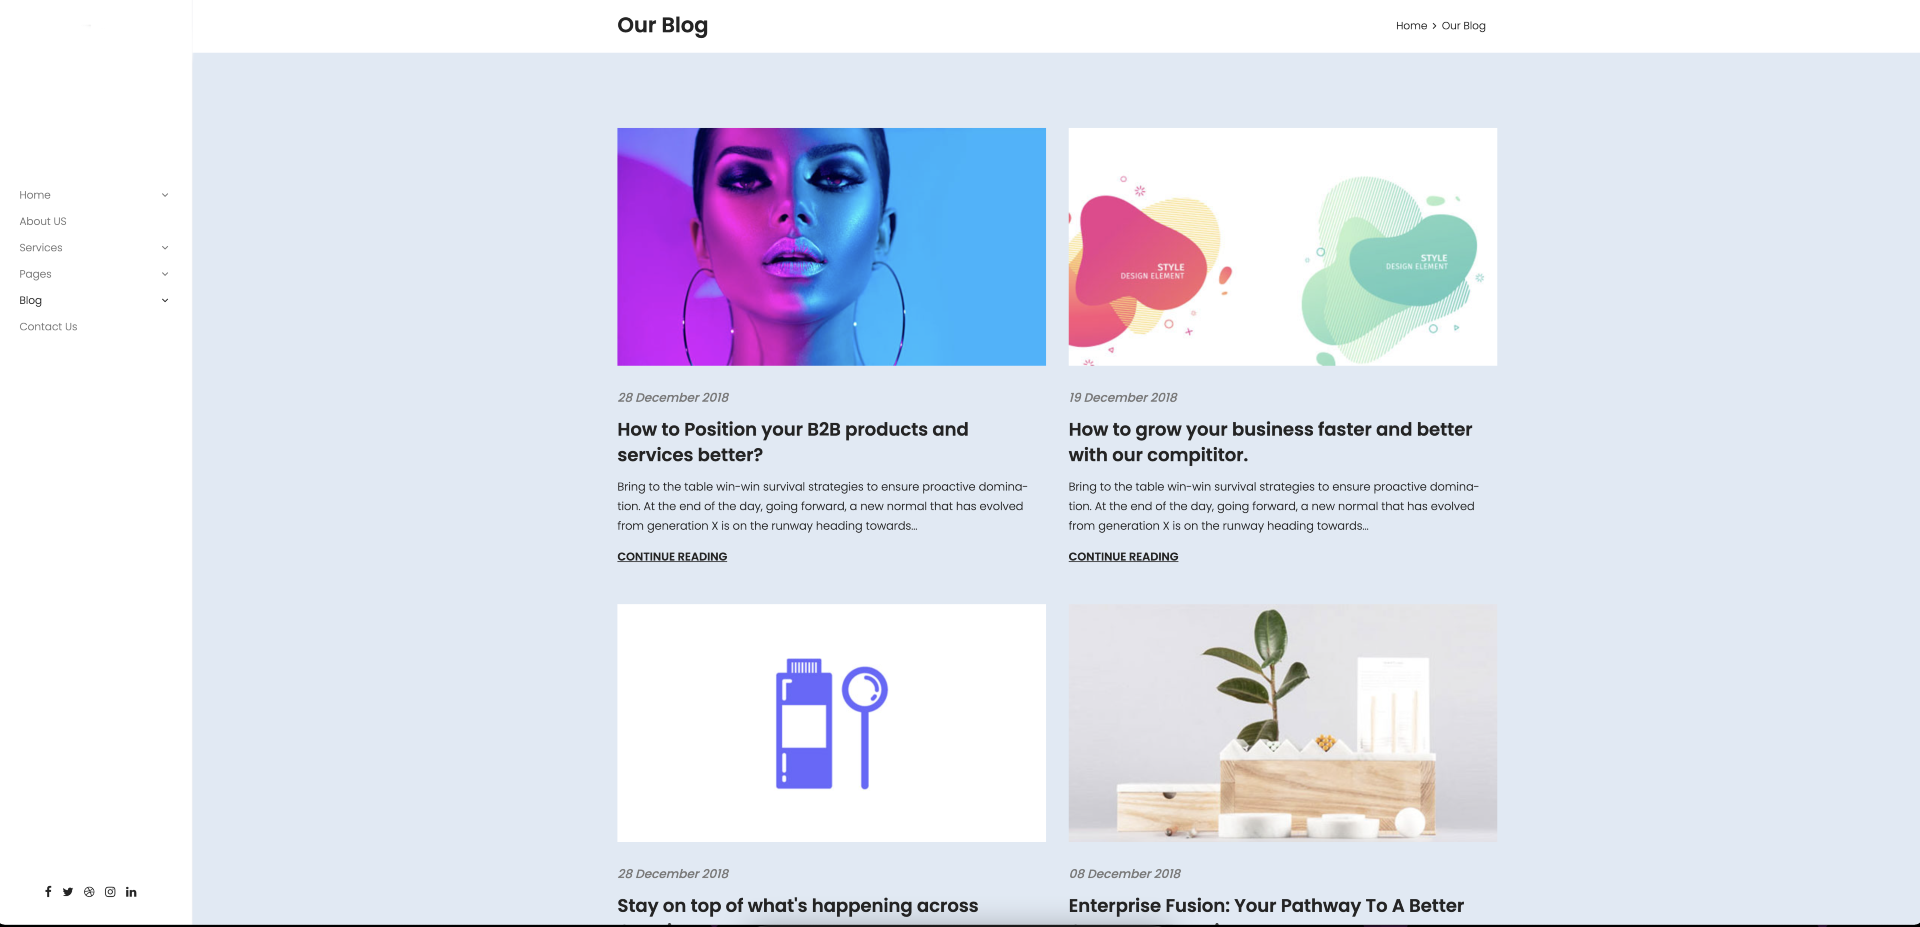 Our Blog
Home > Our Blog
Home
About US
Services
Pages
Blog
Contact Us
STYLE
DESIGN ELEMENT
STYLE
DESIGN ELEMENT
28 December 2018
How to Position your B2B products and
services better?
Bring to the table win-win survival strategies to ensure proactive domina-
tion. At the end of the day, going forward, a new normal that has evolved
from generation X is on the runway heading towards...
CONTINUE READING
19 December 2018
How to grow your business faster and better
with our compititor.
Bring to the table win-win survival strategies to ensure proactive domina-
tion. At the end of the day, going forward, a new normal that has evolved
from generation X is on the runway heading towards...
CONTINUE READING
28 December 2018
Stay on top of what's happening across
08 December 2018
Enterprise Fusion: Your Pathway To A Better